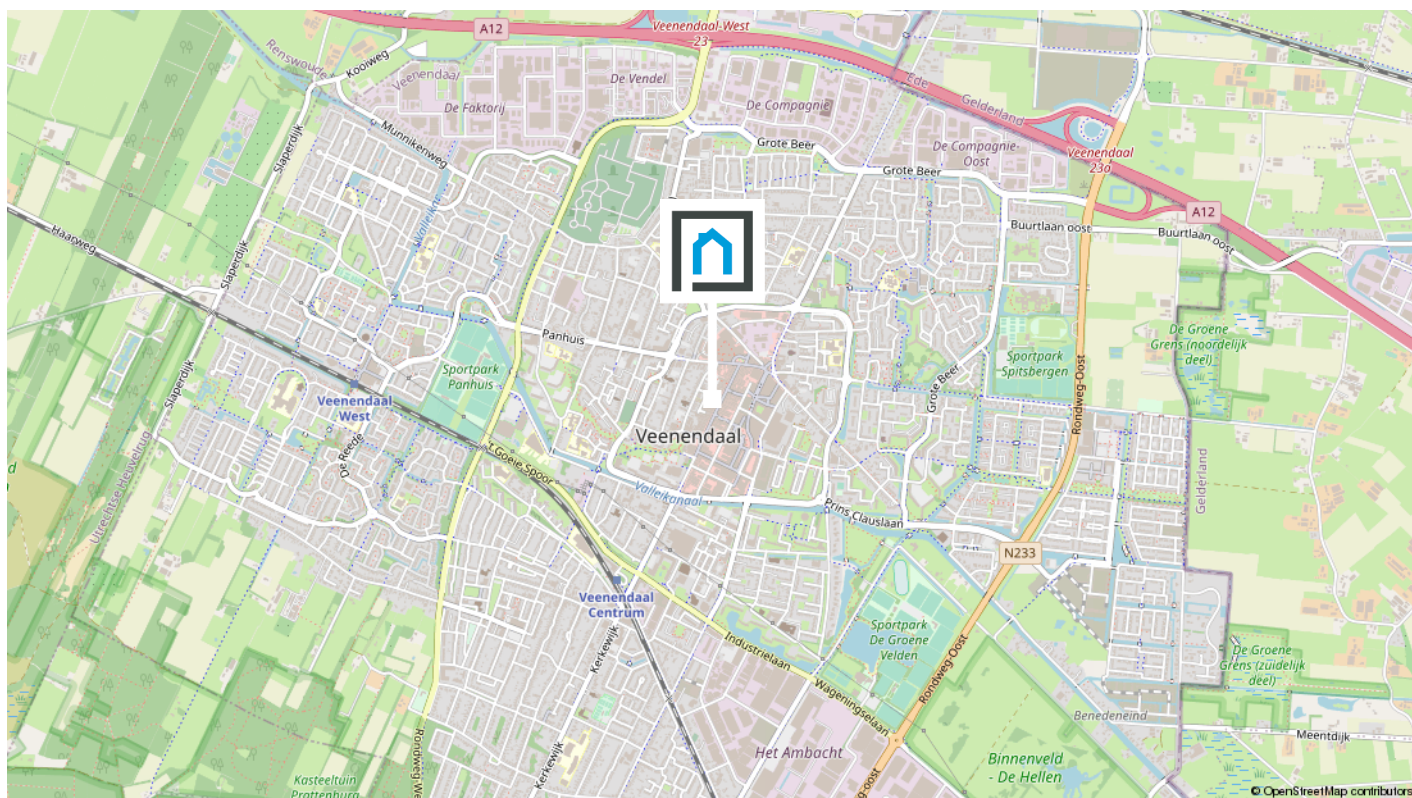 A12
Veenendaal-West
23
Renswouds
Kooiweg
Veenendaal
De Vendel
De Faktorij
De Compagnie
Ede
Gelderland
Munnikenweg
Grote Beer
De Compagnie-
Oost
Veenendaal
23a
Slaperdijk
Grote Beer
A12
Buurtlaan oost
Buurtlaan oost
Haarweg
Slaperdijk
Panhuis
De Groene
Grens (noordelijk
deel)
Sportpark
Spitsbergen
Sportpark
Panhuis
Slaperdijk
Grote Beer
Rondweg-Oost
Veenendaal
West
Veenendaal
De Reede
't Goeie Spoor
Utrechtse Heuvelrug
Gelderland
Valleikanaal
Prins Clauslaan
N233
Veenendaal
Centrum
Sportpark
De Groene
Velden
Industrielaan
Kerkewijk
Rondweg-Oost
De Groene
Grens (zuidelijk
deel)
Wageningselaan
Benedeneind
Meentdijk
Het Ambacht
Binnenveld
- De Hellen
Kerkewijk
Kasteeltuin
Prattenburg
© OpenStreetMap contributors